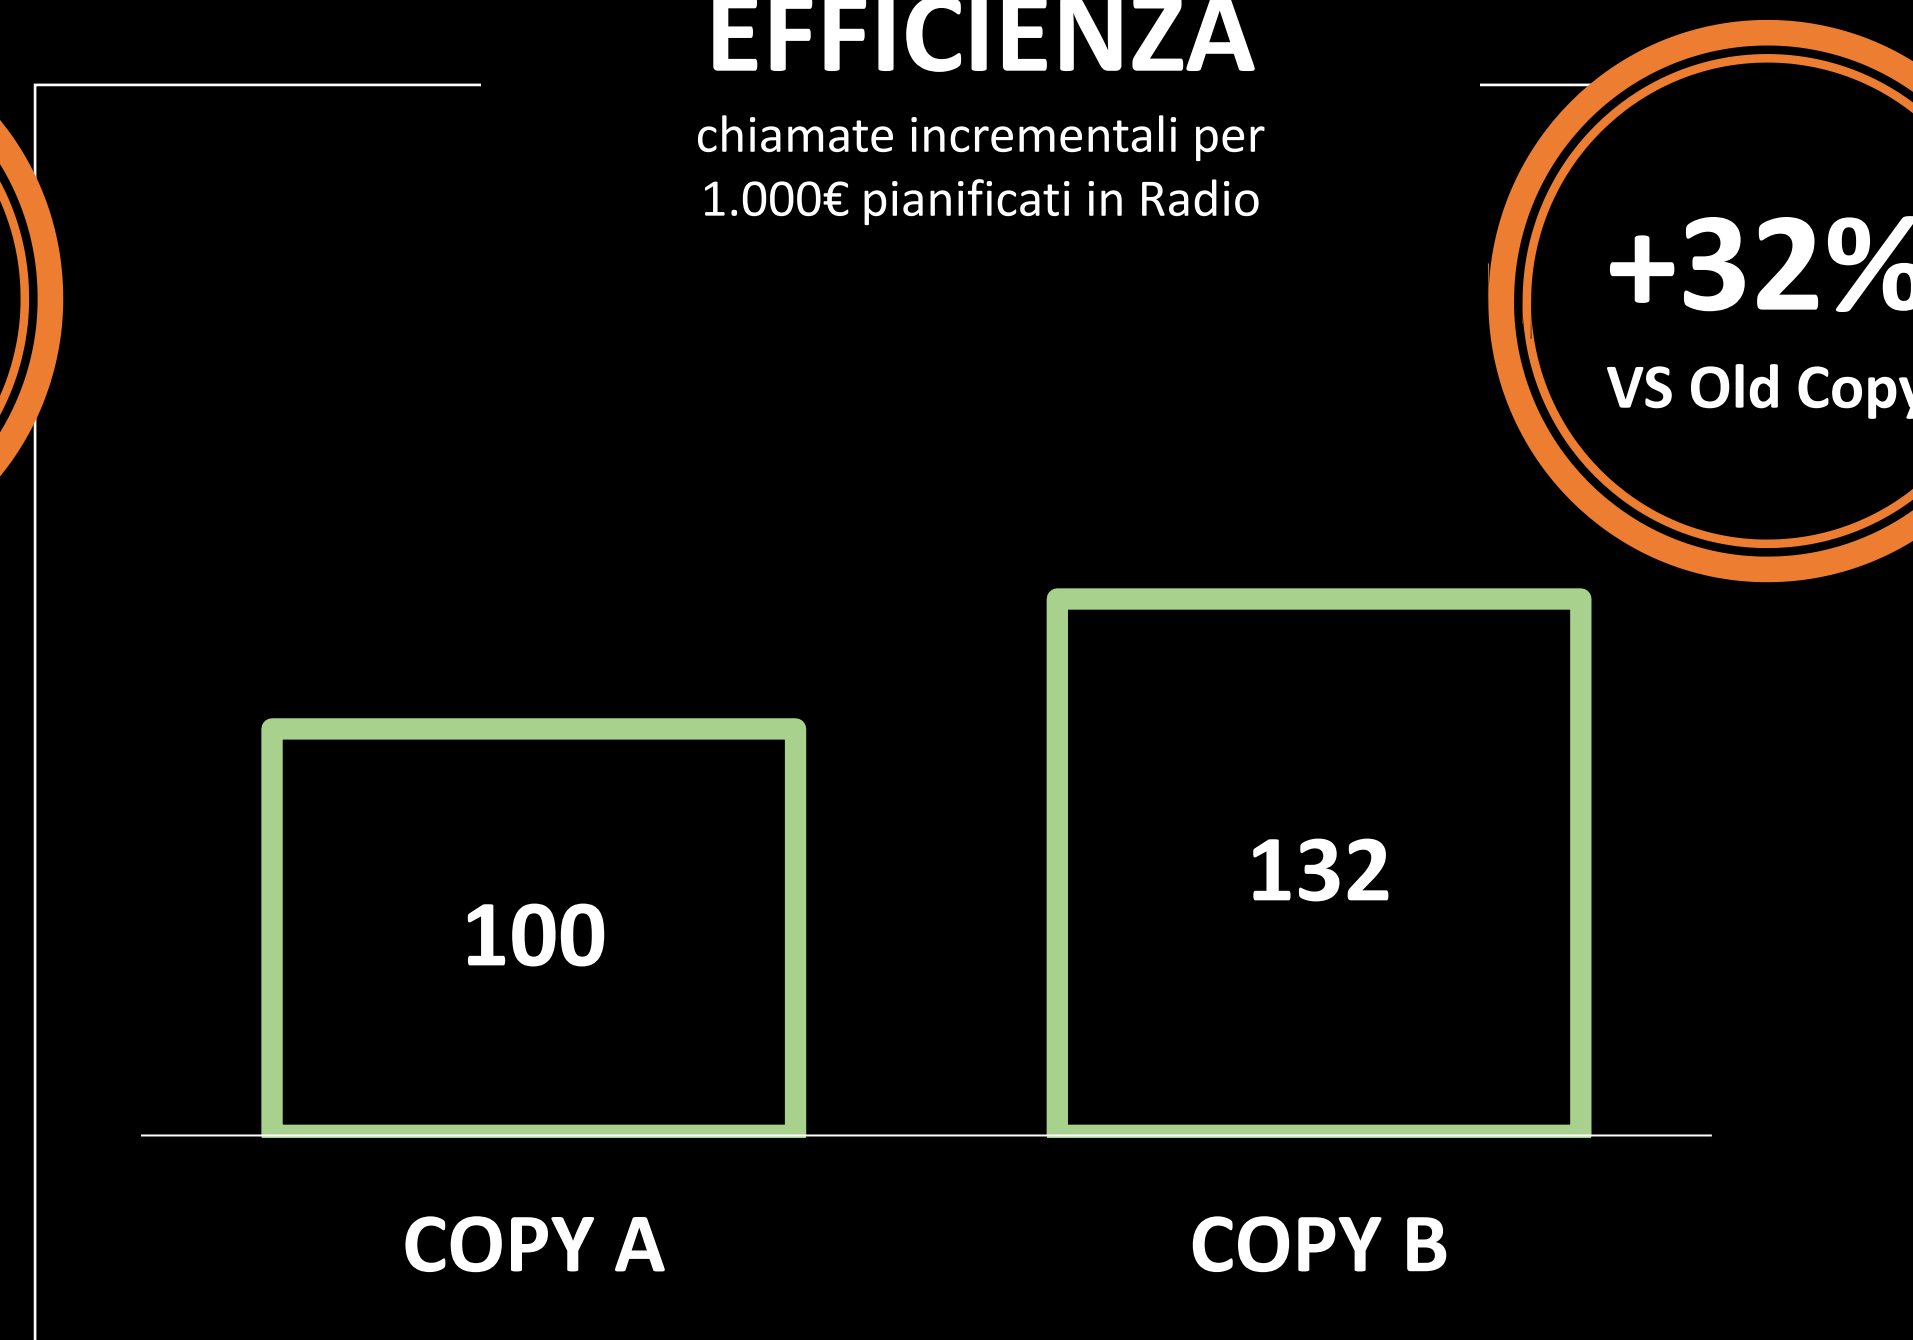 EFFICIENZA
chiamate incrementali per
1.000€ pianificati in Radio
+32%
VS Old Copy
100
132
COPY A
COPY B